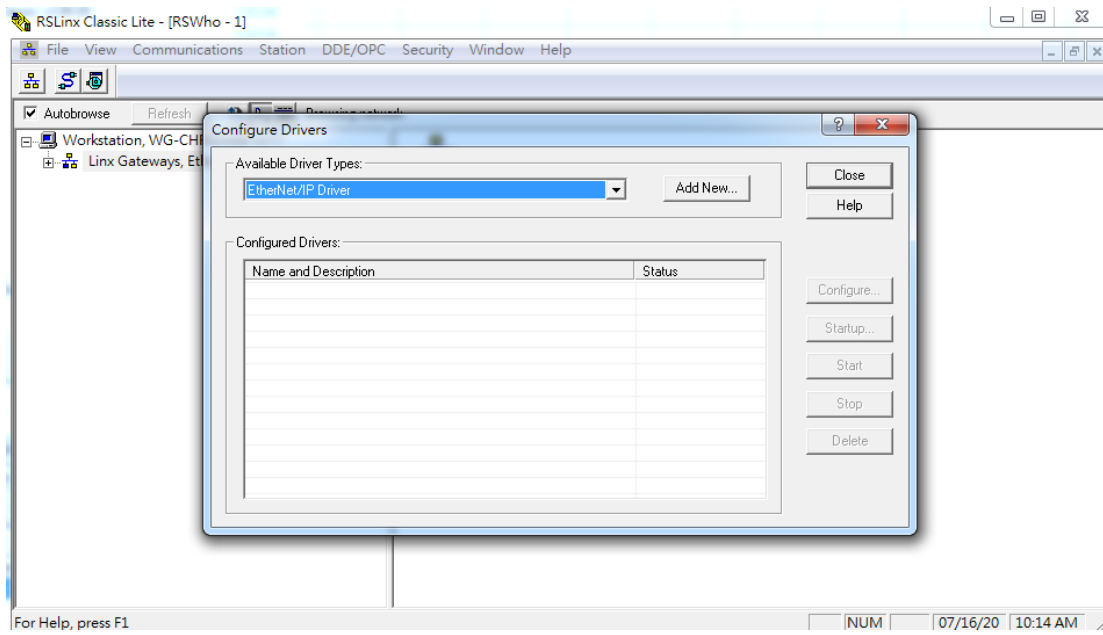 RSLinx Classic Lite - [RSWho - 1]
File View Communications Station DDE/OPC Security Window Help
Autobrowse Refresh
Workstation, WG-CH
Linx Gateways, Et
Configure Drivers
Available Driver Types:
EtherNet/IP Driver
Add New...
Close
Help
Configured Drivers:
Name and Description Status
Configure...
Startup...
Start
Stop
Delete
For Help, press F1 NUM 07/16/20 10:14 AM